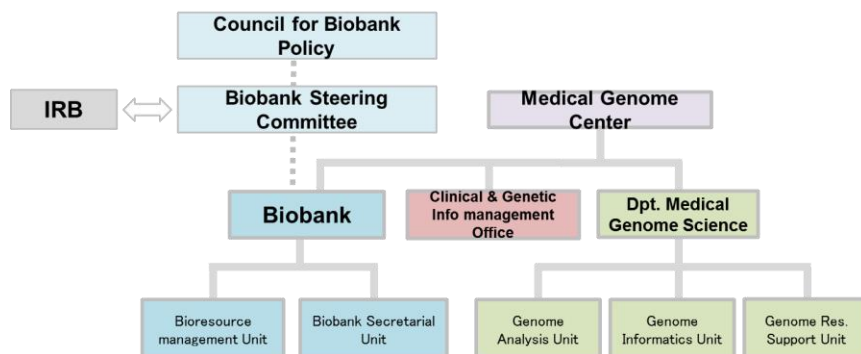 Council for Biobank
Policy
IRB
Biobank Steering
Committee
Medical Genome
Center
Biobank
Clinical & Genetic
Info management
Office
Dpt. Medical
Genome Science
Bioresource
management Unit
Biobank Secretarial
Unit
Genome
Analysis Unit
Genome
Informatics Unit
Genome Res.
Support Unit